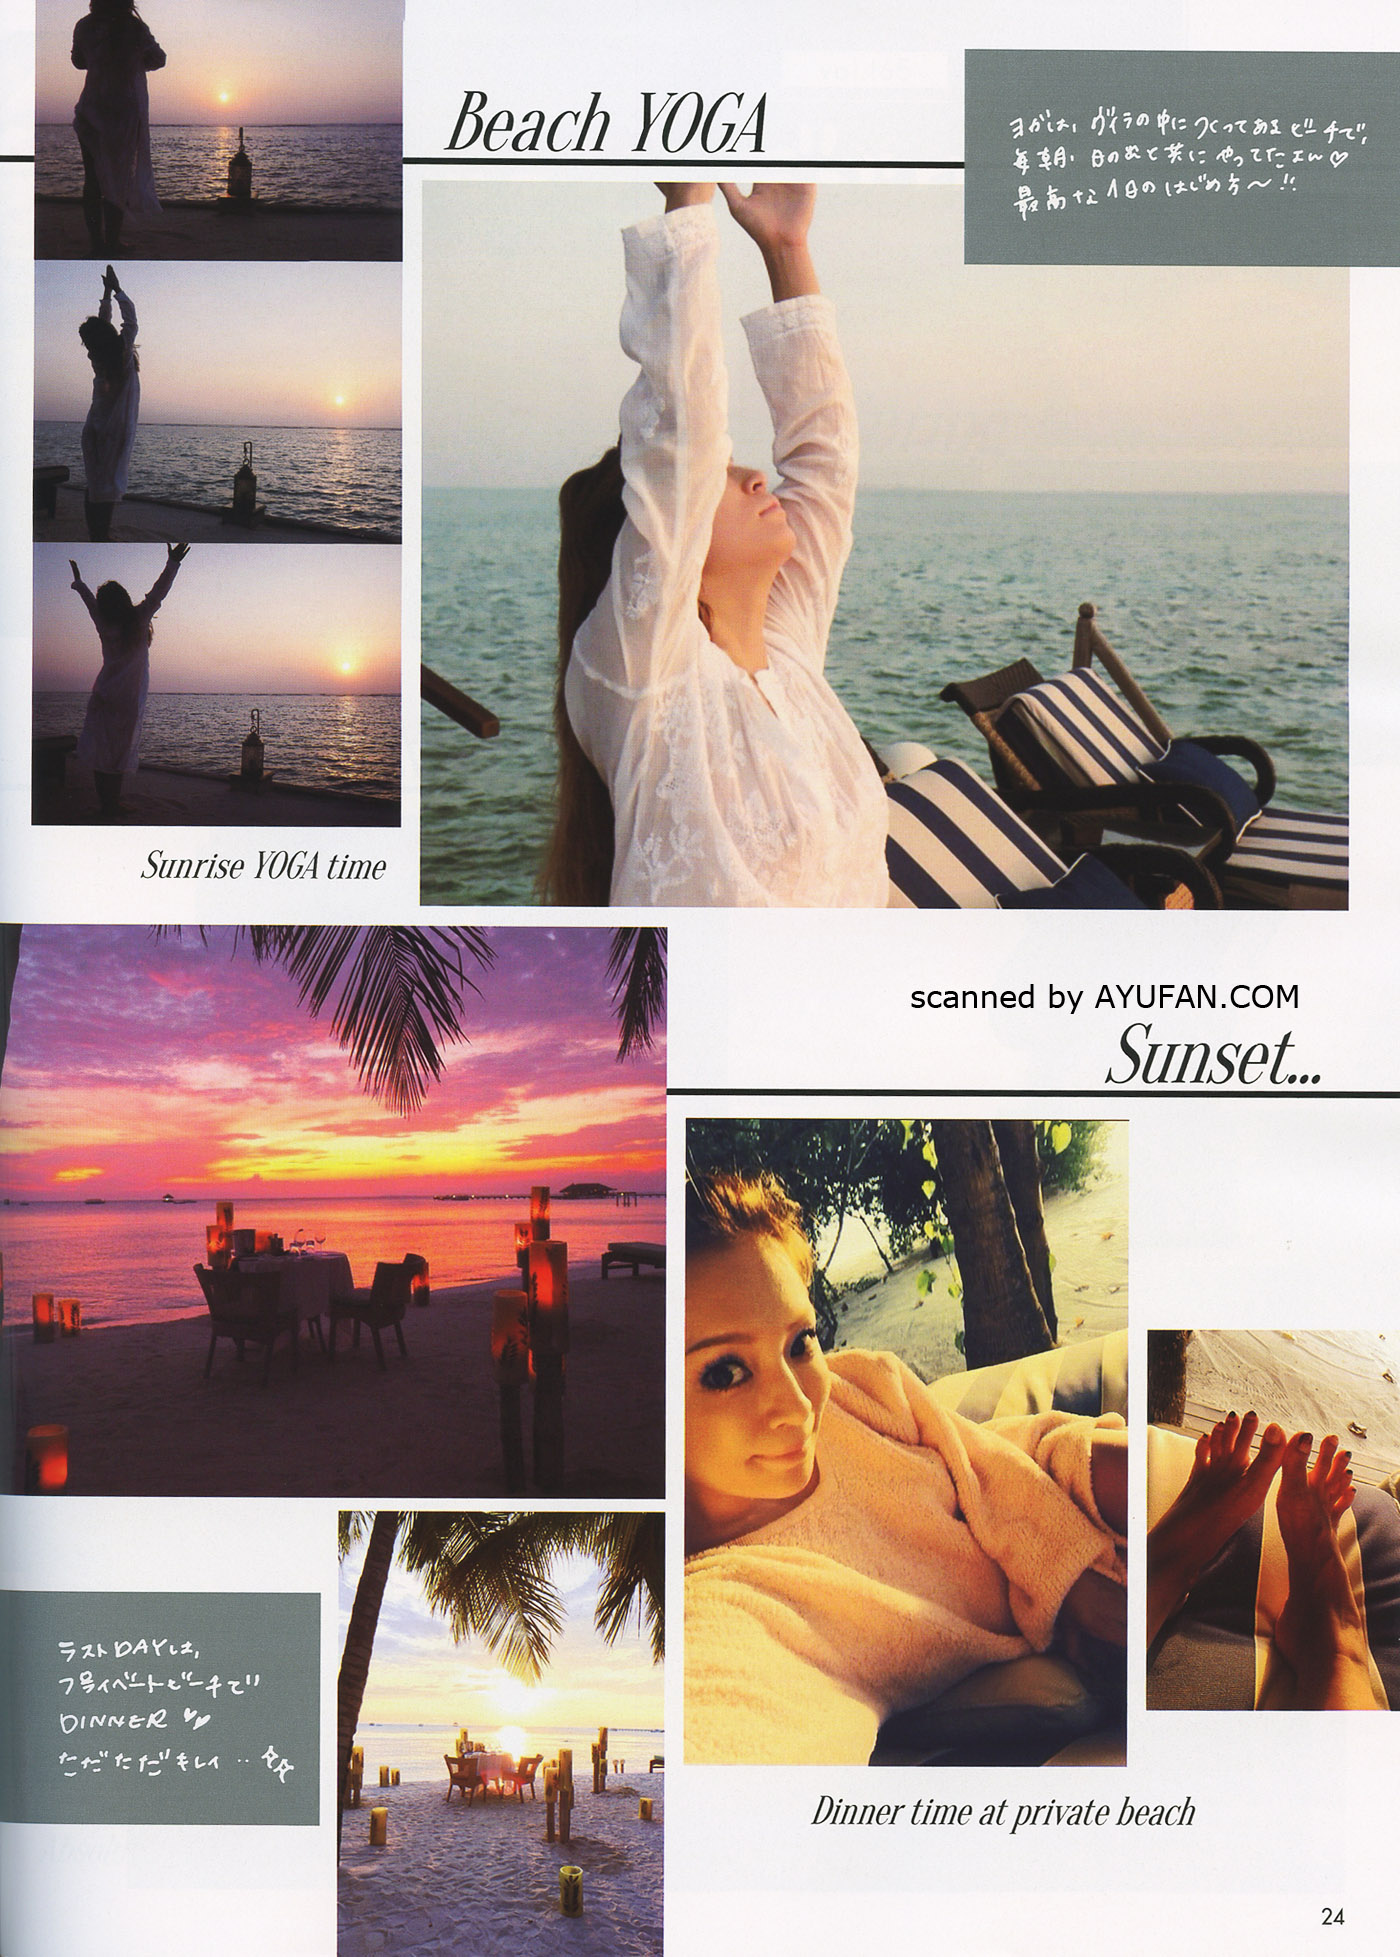 Beach YOGA
ヨガは、ヴィラの中につくってあるビーチで、
毎朝、日の出と共にやってたよん♡
最高な1日のはじめ方〜!!
Sunrise YOGA time
scanned by AYUFAN.COM
Sunset...
ラストDAYは、
プライベートビーチで
DINNER ♥♥
ただただキレイ‥
Dinner time at private beach
24